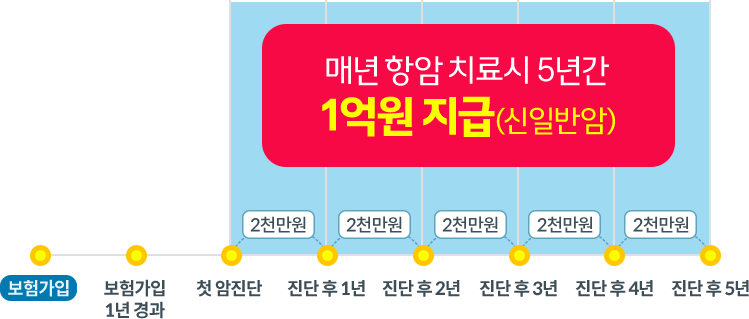 매년 항암 치료시 5년간
1억원 지급(신일반암)
2천만원 2천만원 2천만원 2천만원 2천만원
보험가입 보험가입 첫 암진단 진단 후 1년 진단 후 2년 진단 후 3년 진단 후 4년 진단 후 5년
1년 경과